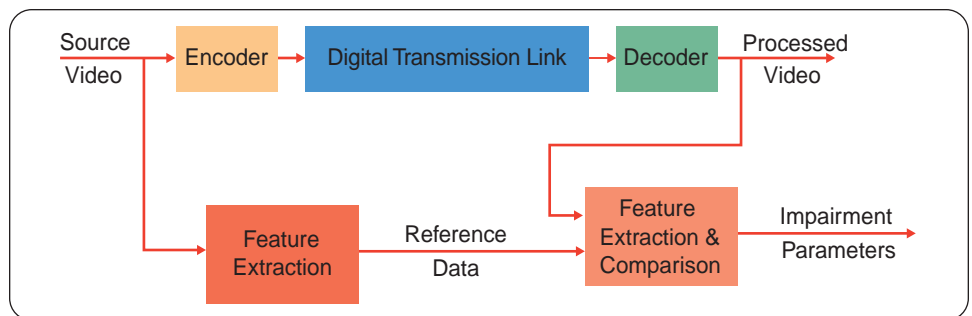 Source
Video
Encoder
Digital Transmission Link
Decoder
Processed
Video
Feature
Extraction
Reference
Data
Feature
Extraction &
Comparison
Impairment
Parameters